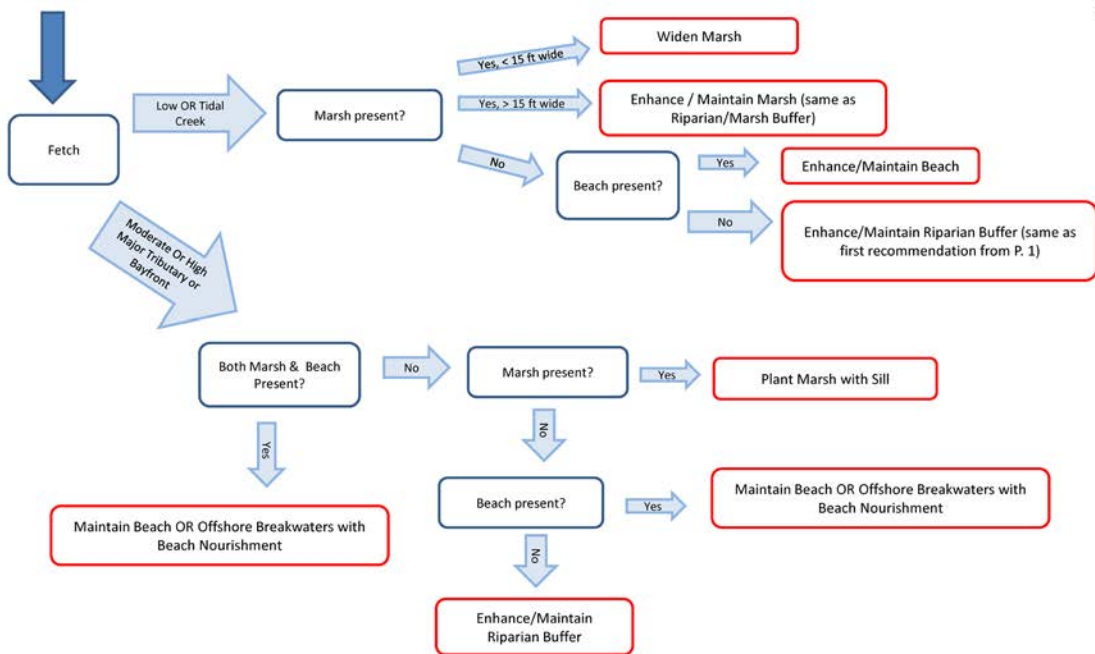 Fetch
Low OR Tidal
Creek
Marsh present?
Yes, < 15 ft wide
Widen Marsh
Yes, > 15 ft wide
Enhance / Maintain Marsh (same as
Riparian/Marsh Buffer)
No
Beach present?
Yes
Enhance/Maintain Beach
No
Enhance/Maintain Riparian Buffer (same as
first recommendation from P. 1)
Moderate Or High
Major Tributary or
Bayfront
Both Marsh & Beach
Present?
No
Marsh present?
Yes
Plant Marsh with Sill
Yes
No
Maintain Beach OR Offshore Breakwaters with
Beach Nourishment
Beach present?
Yes
Maintain Beach OR Offshore Breakwaters with
Beach Nourishment
No
Enhance/Maintain
Riparian Buffer